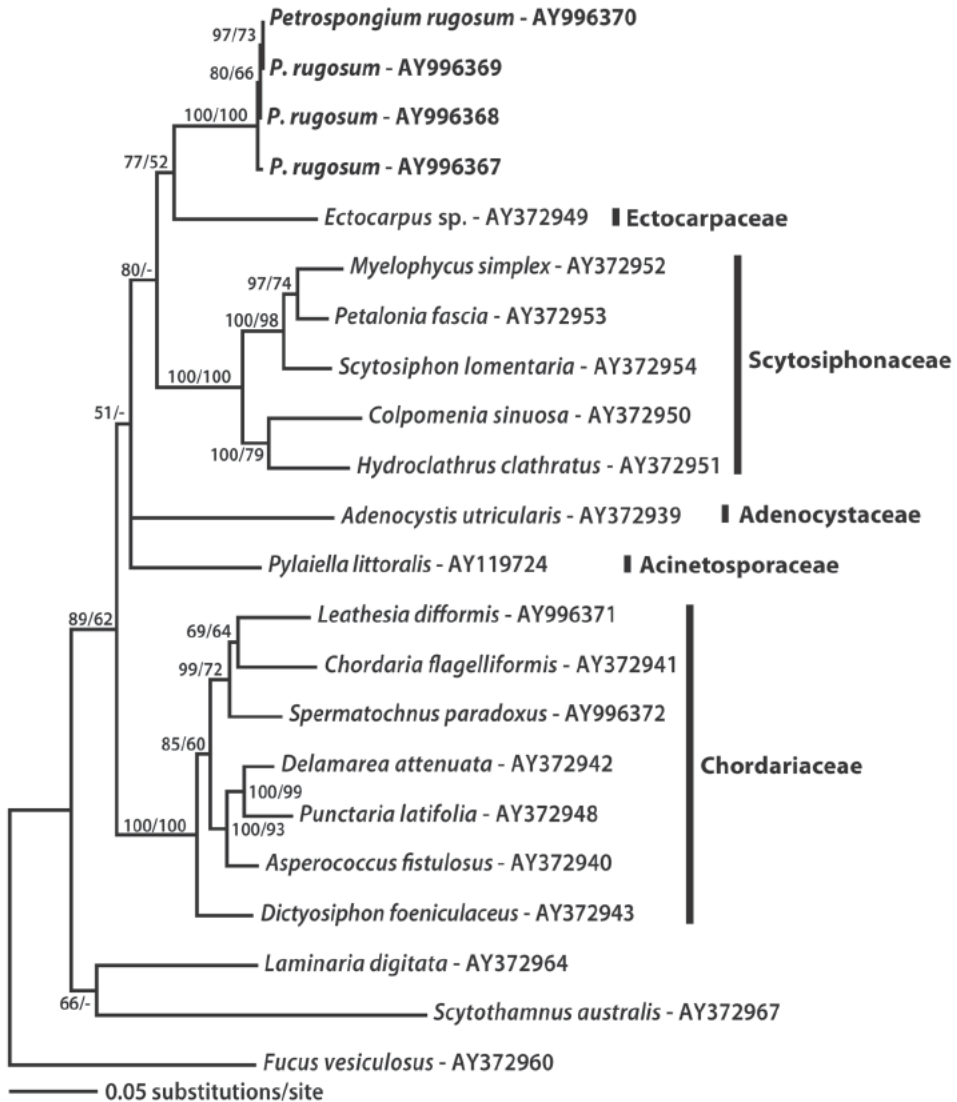 Petrospongium rugosum - AY996370
97/73
P. rugosum - AY996369
80/66
P. rugosum - AY996368
100/100
P. rugosum - AY996367
77/52
Ectocarpus sp. - AY372949 Ectocarpaceae
Myelophycus simplex - AY372952
80/-
97/74
Petalonia fascia - AY372953
100/98
Scytosiphon lomentaria - AY372954 Scytosiphonaceae
100/100
Colpomenia sinuosa - AY372950
51/-
100/79
Hydroclathrus clathratus - AY372951
Adenocystis utricularis - AY372939 Adenocystaceae
Pylaiella littoralis - AY119724 Acinetosporaceae
89/62
Leathesia difformis - AY996371
69/64
Chordaria flagelliformis - AY372941
99/72
Spermatochnus paradoxus - AY996372
85/60
Delamarea attenuata - AY372942 Chordariaceae
100/99
Punctaria latifolia - AY372948
100/100
100/93
Asperococcus fistulosus - AY372940
Dictyosiphon foeniculaceus - AY372943
Laminaria digitata - AY372964
66/-
Scytothamnus australis - AY372967
Fucus vesiculosus - AY372960
0.05 substitutions/site